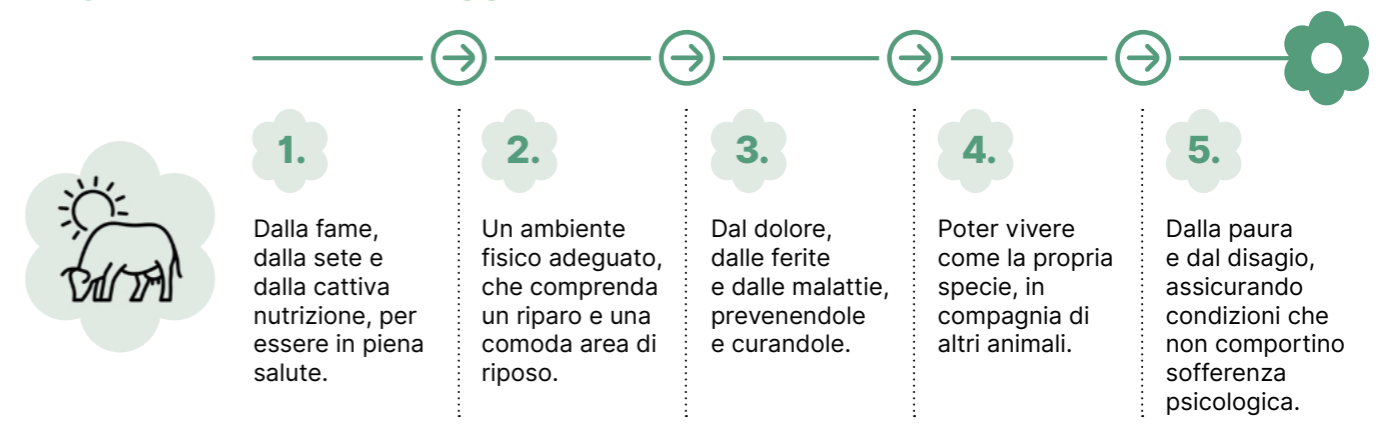 1.
Dalla fame,
dalla sete e
dalla cattiva
nutrizione, per
essere in piena
salute.
2.
Un ambiente
fisico adeguato,
che comprenda
un riparo e una
comoda area di
riposo.
3.
Dal dolore,
dalle ferite
e dalle malattie,
prevenendole
e curandole.
4.
Poter vivere
come la propria
specie, in
compagnia di
altri animali.
5.
Dalla paura
e dal disagio,
assicurando
condizioni che
non comportino
sofferenza
psicologica.